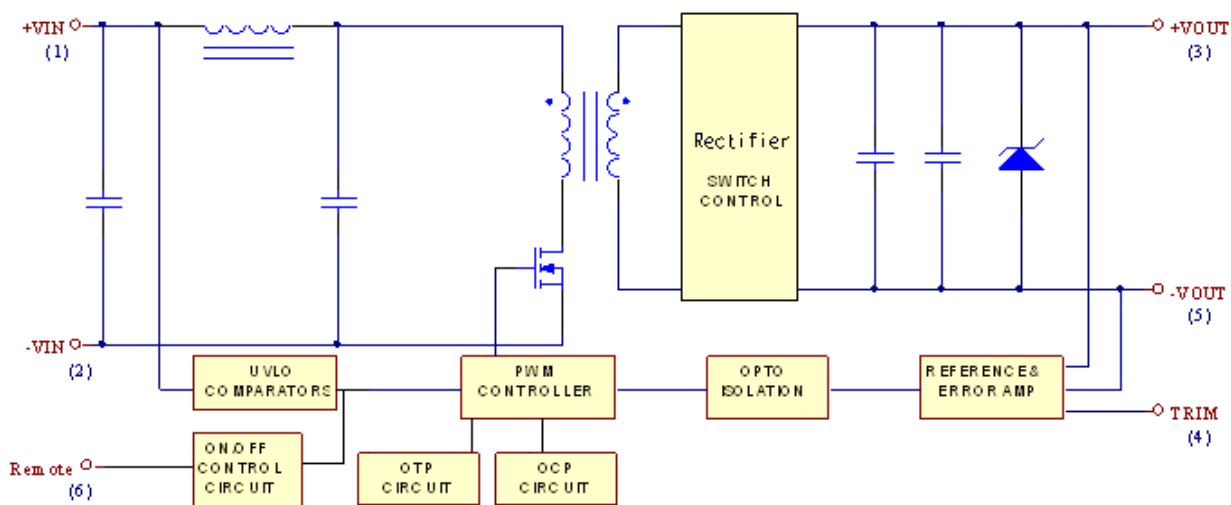 +VIN
(1)
Rectifier
SWITCH
CONTROL
+VOUT
(3)
-VIN
(2)
-VOUT
(5)
UVLO
COMPARATORS
PWM
CONTROLLER
OPTO
ISOLATION
REFERENCE&
ERROR AMP
TRIM
(4)
Remote
(6)
ON/OFF
CONTROL
CIRCUIT
OTP
CIRCUIT
OCP
CIRCUIT